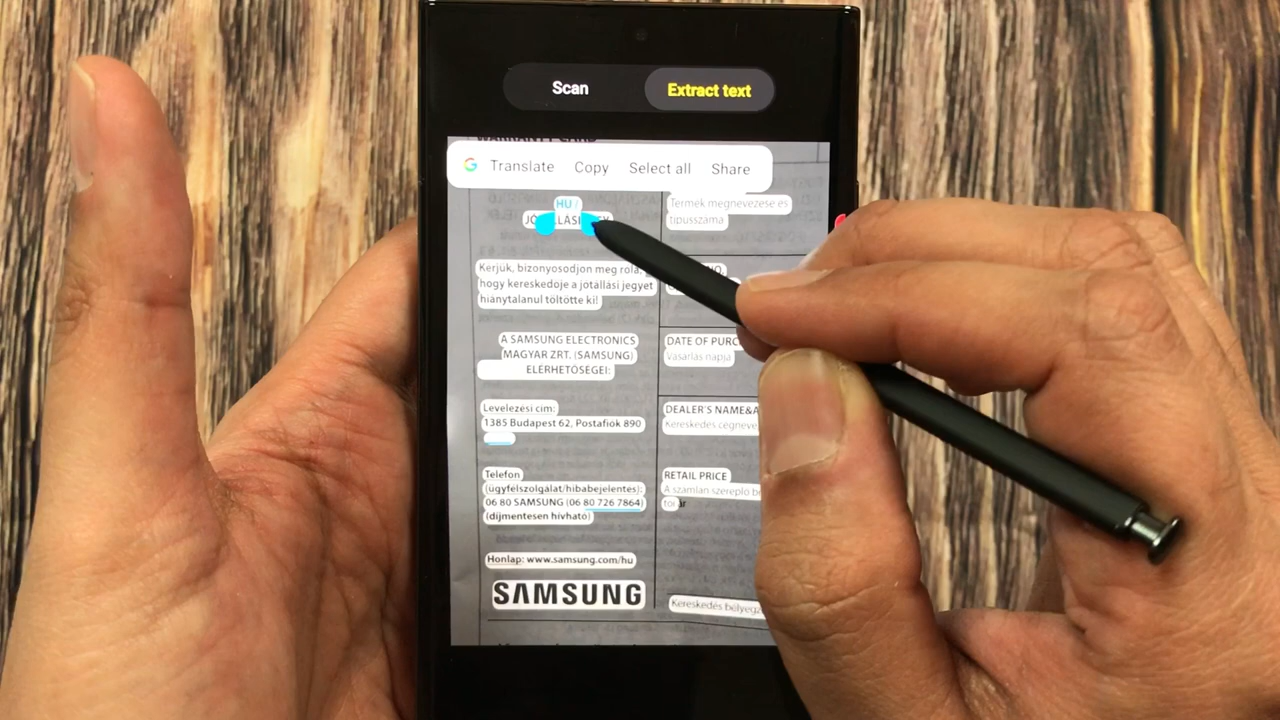 Scan
Extract text
Translate Copy Select all Share
HU /
Termék megnevezése és
típusszáma
Kérjük, bizonyosodjon meg róla,
hogy kereskedője a jótállási jegyet
hiánytalanul töltötte ki!
A SAMSUNG ELECTRONICS
MAGYAR ZRT. (SAMSUNG)
ELÉRHETŐSÉGEI:
DATE OF PURC
Vásárlás napja
Levelezési cím:
1385 Budapest 62, Postafiók 890
DEALER'S NAME&A
Kereskedés cégneve
Telefon
(ügyfélszolgálat/hibabejelentés):
06 80 SAMSUNG (06 80 726 7864)
(díjmentesen hívható)
RETAIL PRICE
A számlán szereplő
Honlap: www.samsung.com/hu
SAMSUNG
Kereskedés bélyegz